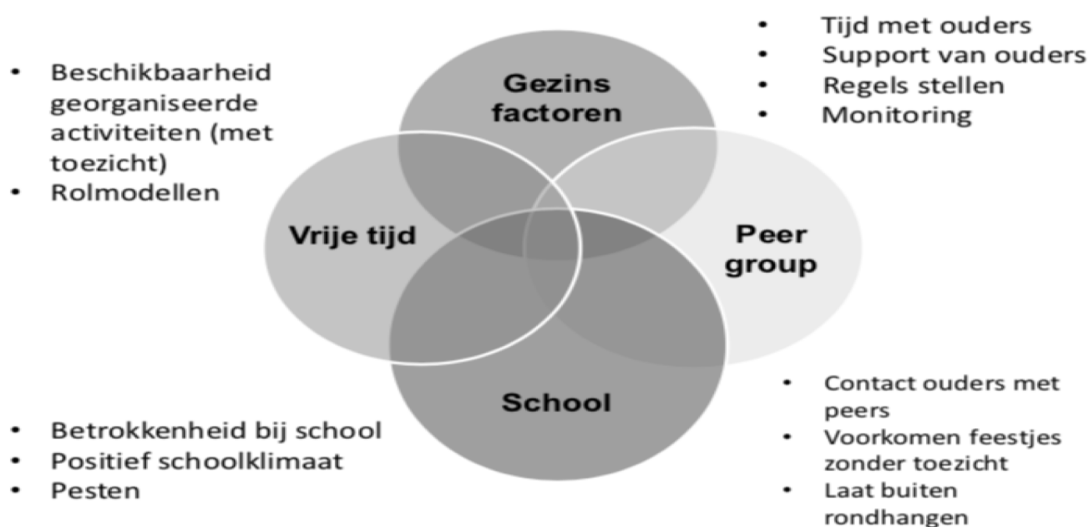 • Beschikbaarheid
georganiseerde
activiteiten (met
toezicht)
• Rolmodellen
Gezins
factoren
• Tijd met ouders
• Support van ouders
• Regels stellen
• Monitoring
Vrije tijd
Peer
group
School
• Betrokkenheid bij school
• Positief schoolklimaat
• Pesten
• Contact ouders met
peers
• Voorkomen feestjes
zonder toezicht
• Laat buiten
rondhangen